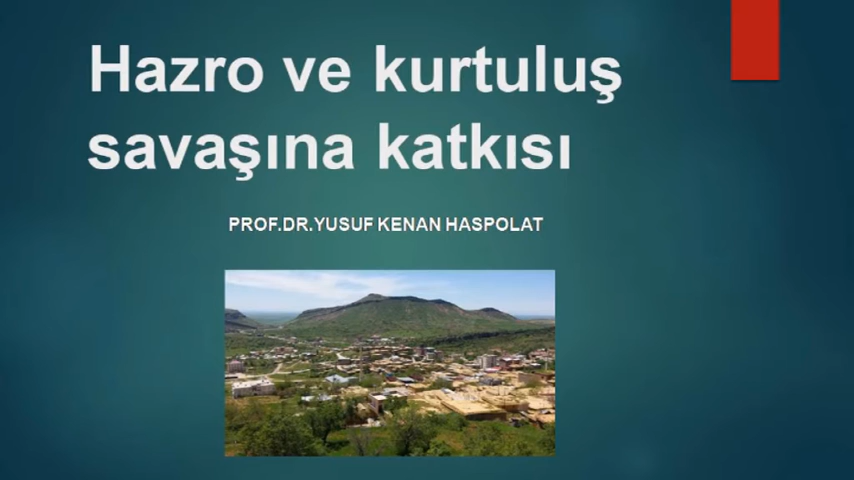 Hazro ve kurtuluş
savaşına katkısı
PROF.DR.YUSUF KENAN HASPOLAT